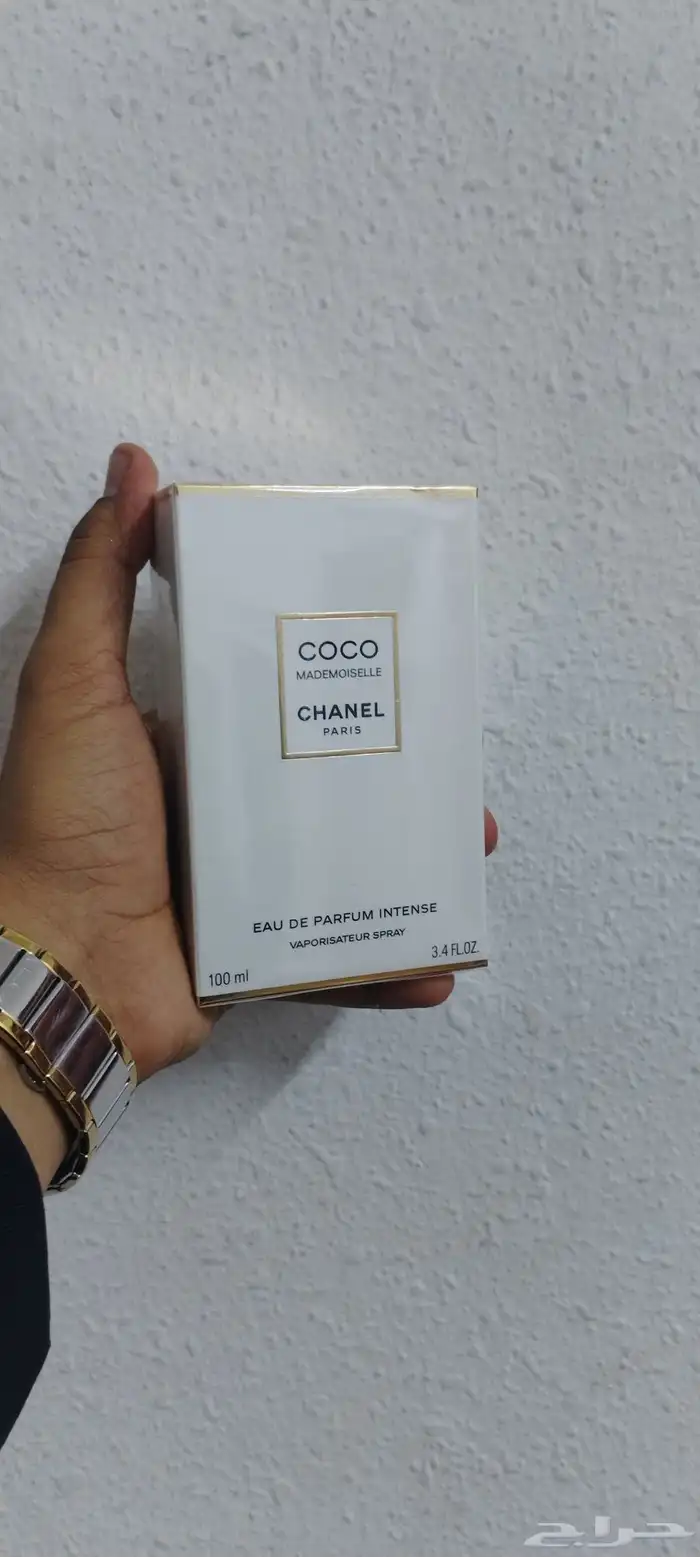 COCO
MADEMOISELLE
CHANEL
PARIS
EAU DE PARFUM INTENSE
VAPORISATEUR SPRAY
100 ml 3.4 FL.OZ.
حراج